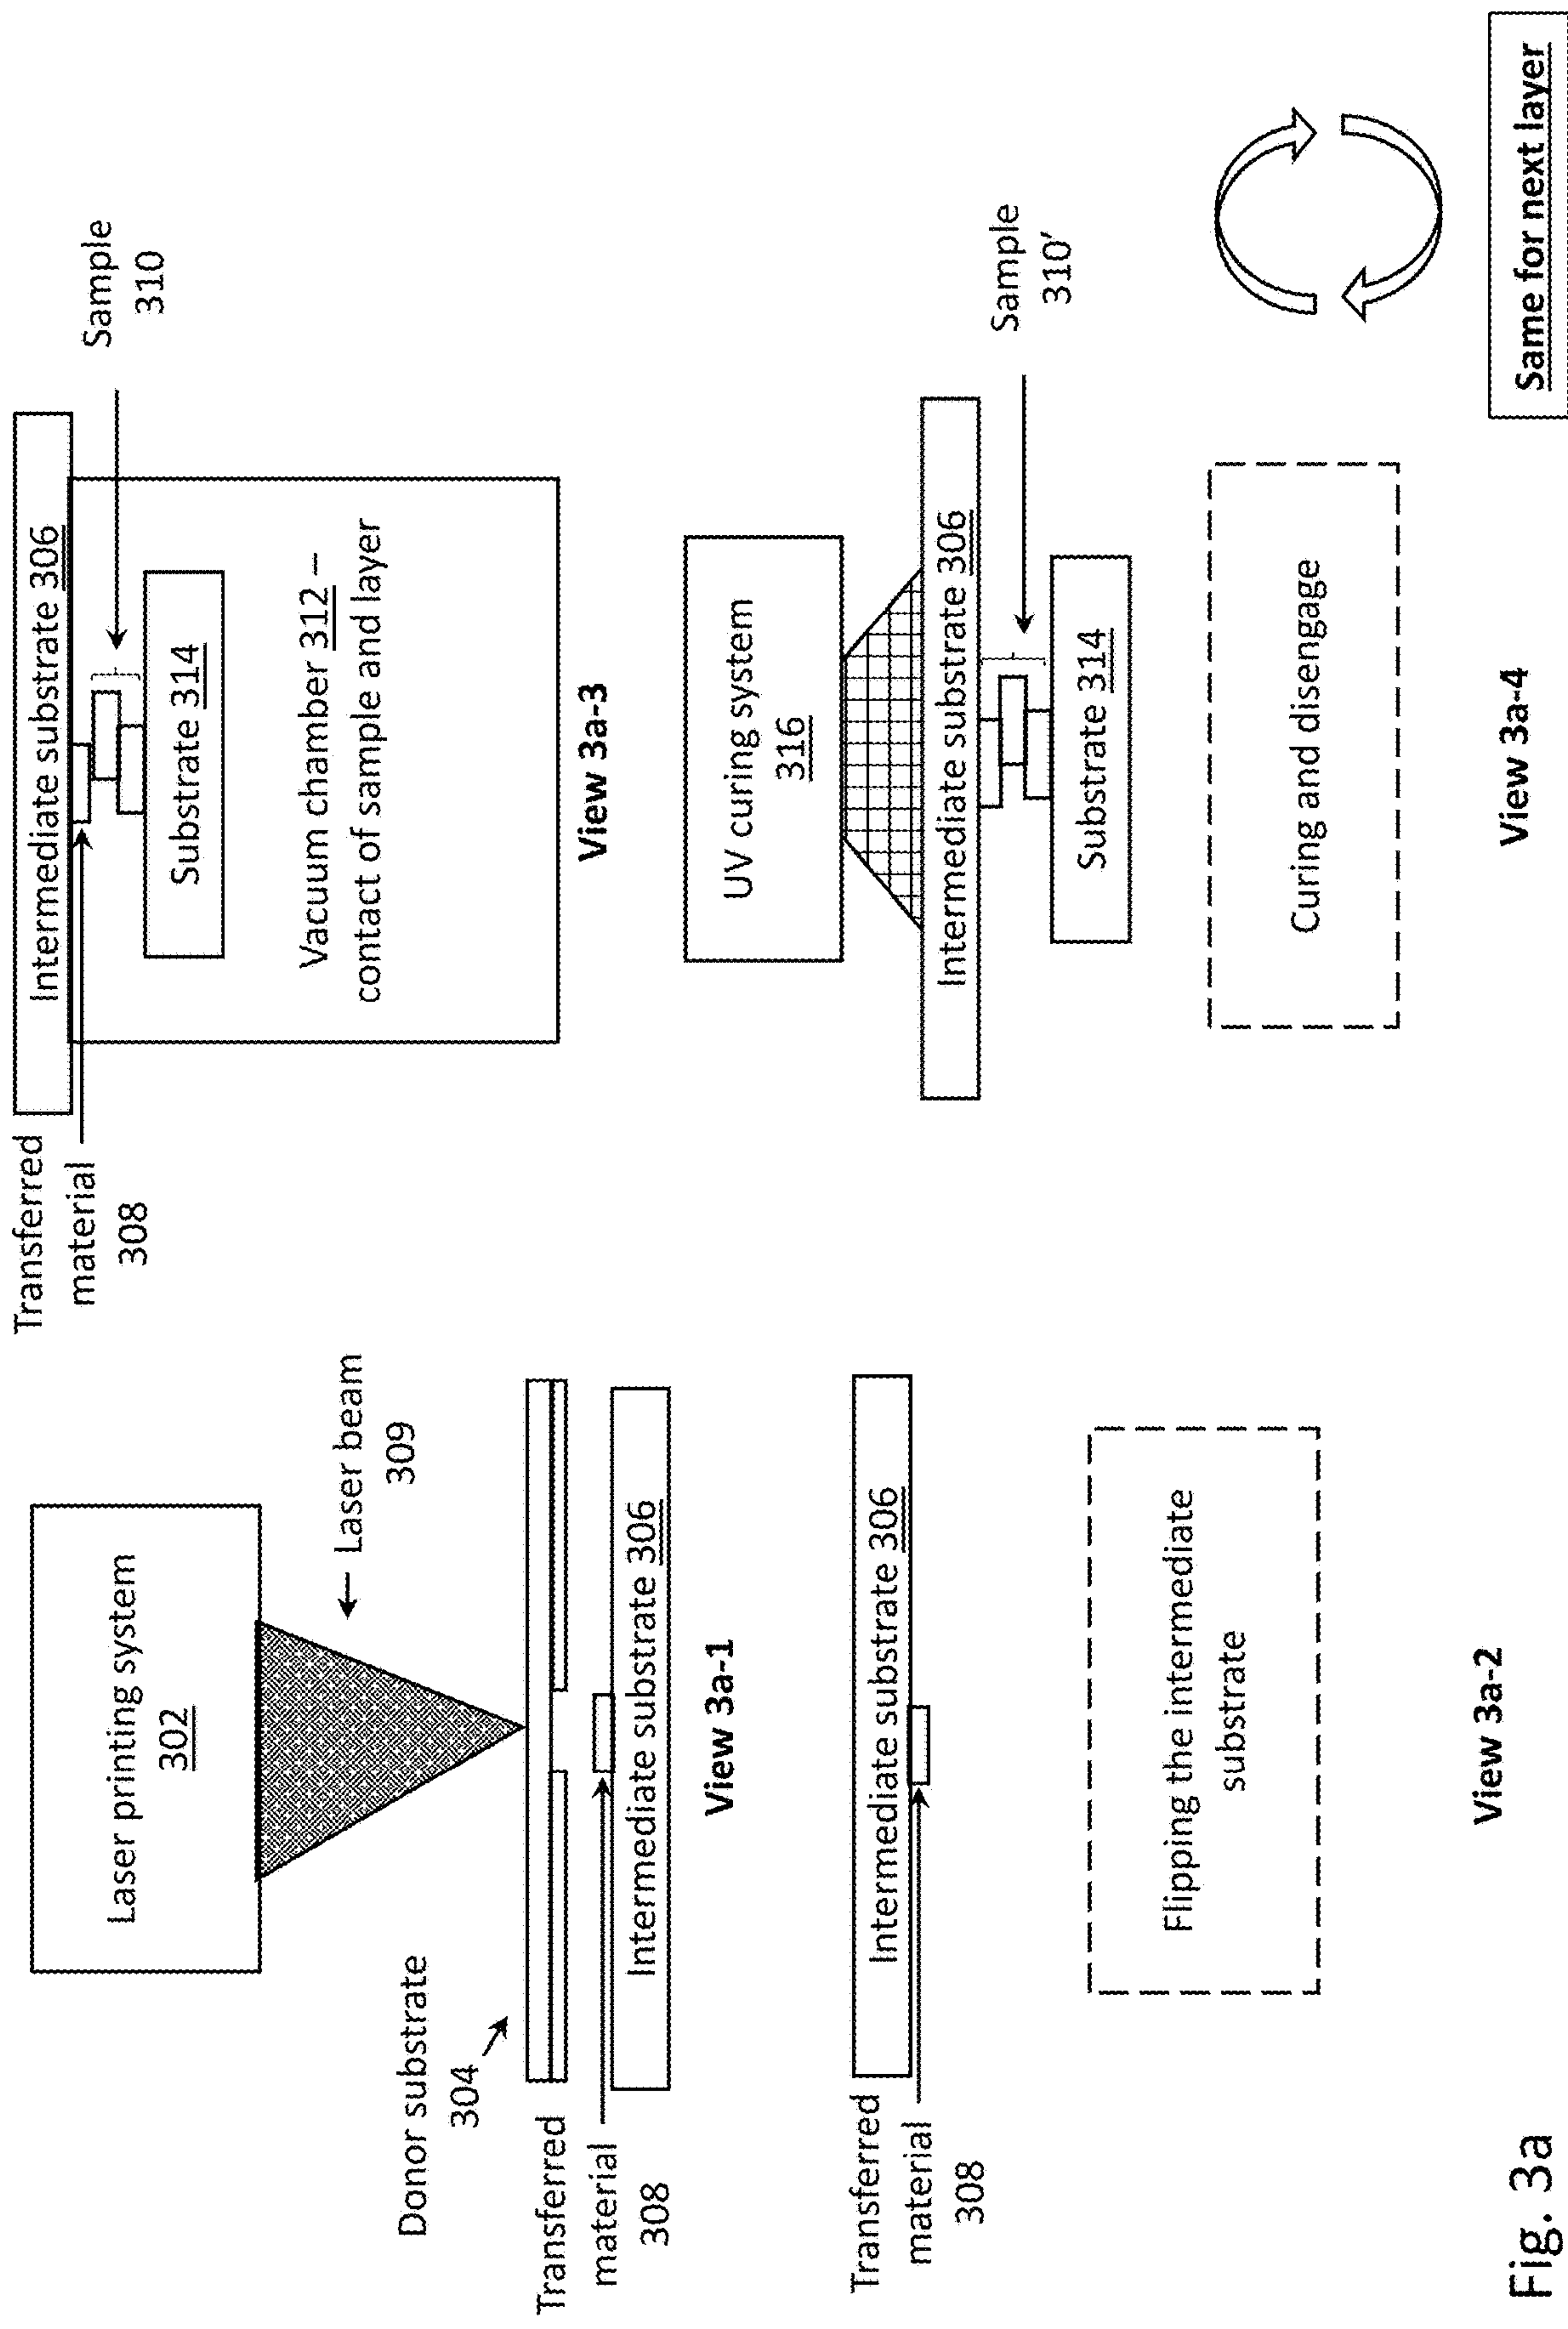 Laser printing system
302
Laser beam
309
Donor substrate
304
Transferred
material
308
Intermediate substrate 306
View 3a-1
Intermediate substrate 306
Transferred
material
308
Flipping the intermediate
substrate
View 3a-2
Transferred
material
308
Intermediate substrate 306
Sample
310
Substrate 314
Vacuum chamber 312 –
contact of sample and layer
View 3a-3
UV curing system
316
Intermediate substrate 306
Sample
310′
Substrate 314
Curing and disengage
View 3a-4
Same for next layer
Fig. 3a